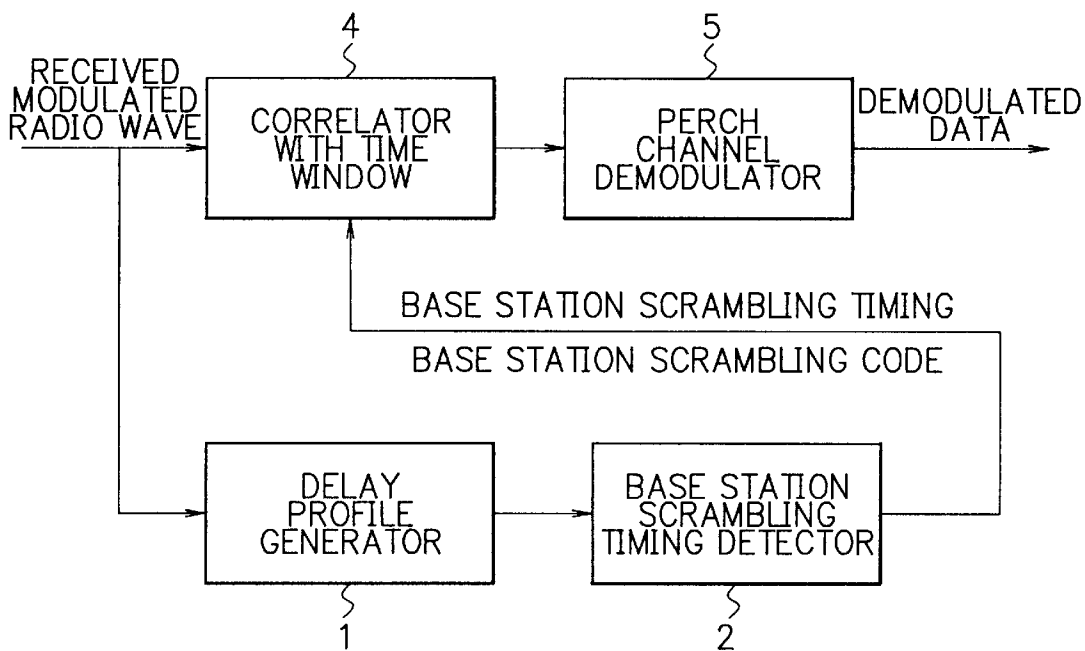 4
5
RECEIVED
MODULATED
RADIO WAVE
CORRELATOR
WITH TIME
WINDOW
PERCH
CHANNEL
DEMODULATOR
DEMODULATED
DATA
BASE STATION SCRAMBLING TIMING
BASE STATION SCRAMBLING CODE
DELAY
PROFILE
GENERATOR
BASE STATION
SCRAMBLING
TIMING DETECTOR
1
2